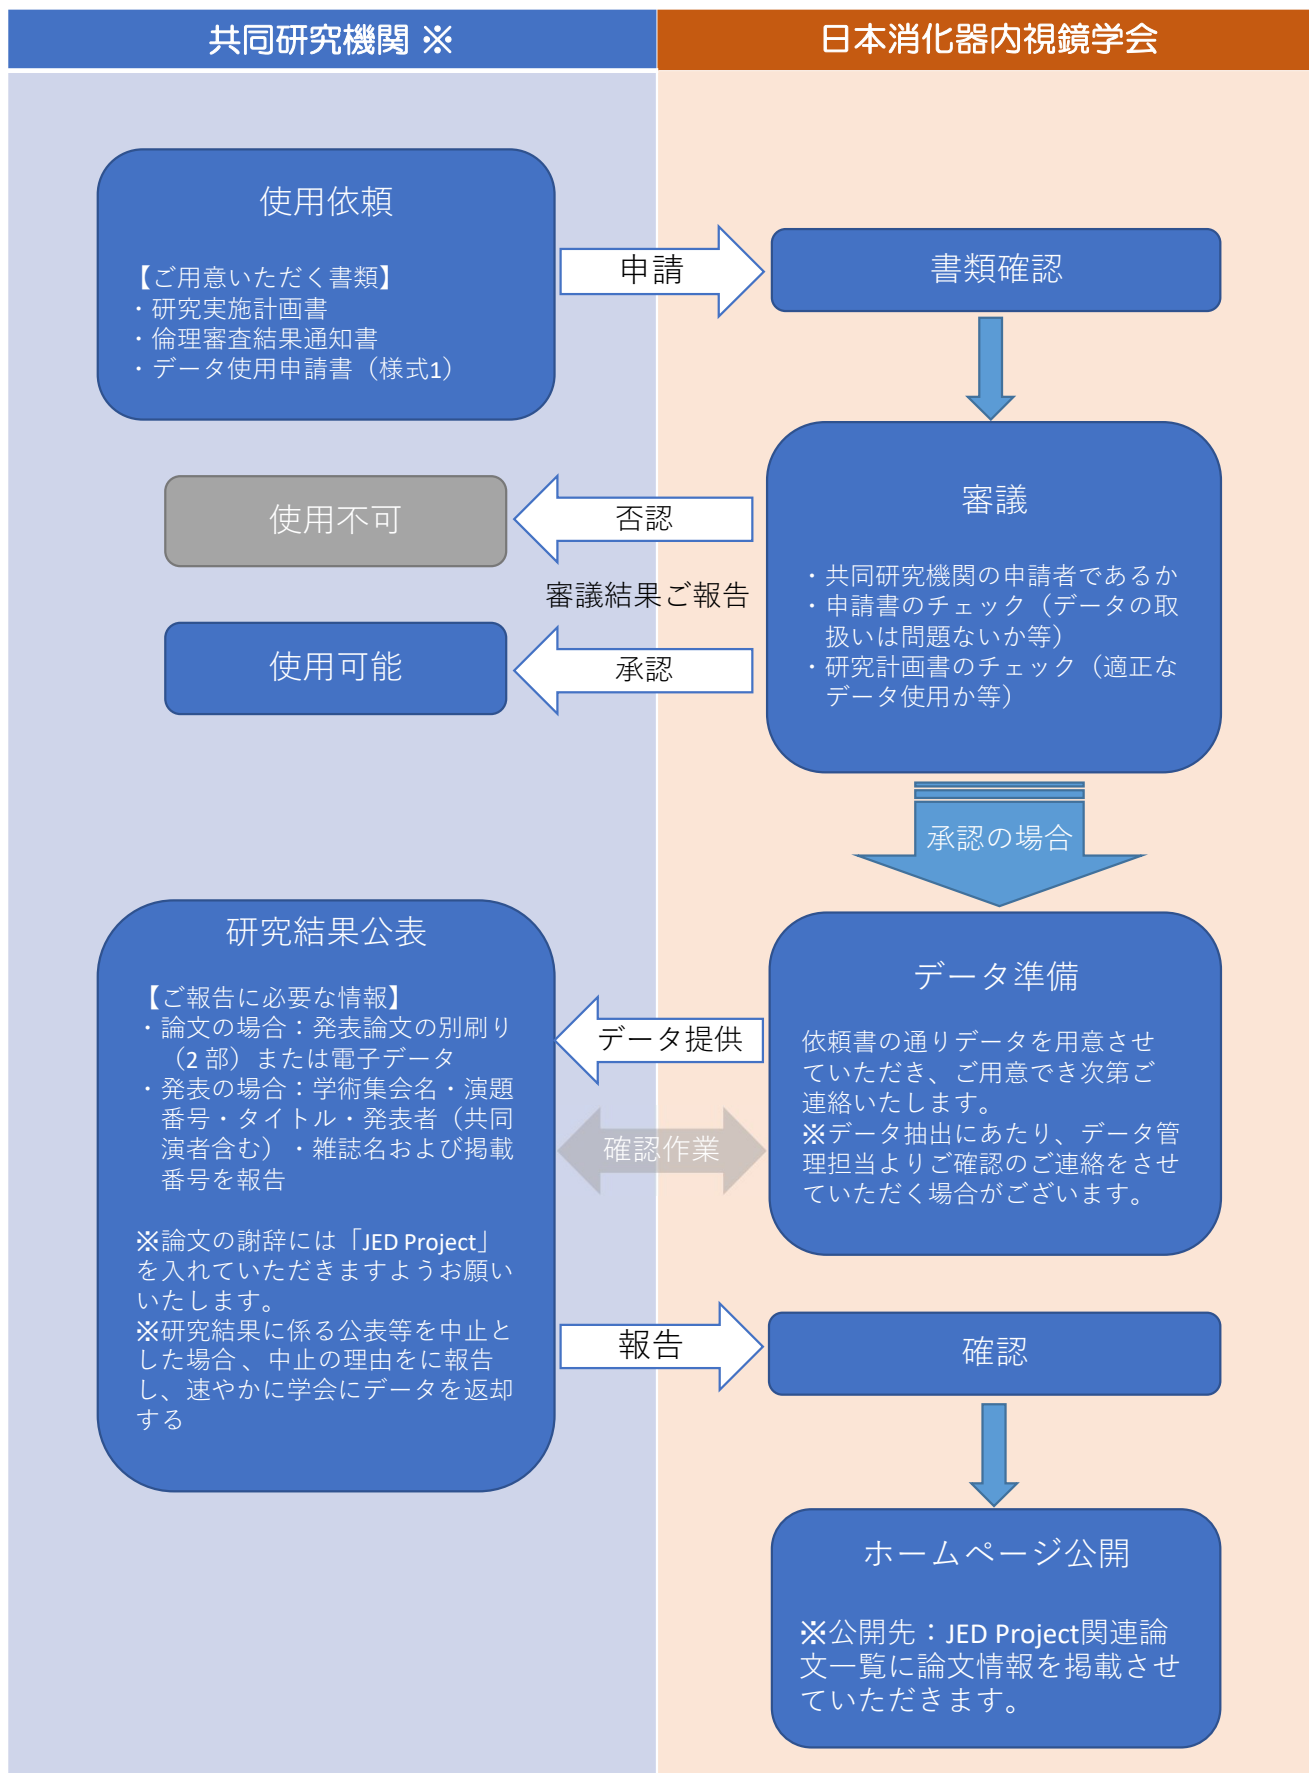 共同研究機関 ※
日本消化器内視鏡学会
使用依頼
【ご用意いただく書類】
・研究実施計画書
・倫理審査結果通知書
・データ使用申請書（様式1）
申請
書類確認
審議
・共同研究機関の申請者であるか
・申請書のチェック（データの取
扱いは問題ないか等）
・研究計画書のチェック（適正な
データ使用か等）
否認
使用不可
審議結果ご報告
承認
使用可能
承認の場合
データ準備
依頼書の通りデータを用意させ
ていただき、ご用意でき次第ご
連絡いたします。
※データ抽出にあたり、データ管
理担当よりご確認のご連絡をさせ
ていただく場合がございます。
データ提供
確認作業
研究結果公表
【ご報告に必要な情報】
・論文の場合：発表論文の別刷り
（2 部）または電子データ
・発表の場合：学術集会名・演題
番号・タイトル・発表者（共同
演者含む）・雑誌名および掲載
番号を報告
※論文の謝辞には「JED Project」
を入れていただきますようお願い
いたします。
※研究結果に係る公表等を中止と
した場合 、中止の理由をに報告
し、速やかに学会にデータを返却
する
報告
確認
ホームページ公開
※公開先：JED Project関連論
文一覧に論文情報を掲載させ
ていただきます。